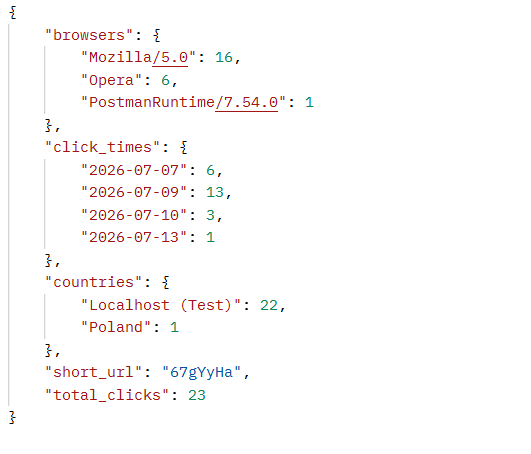 {
    "browsers": {
        "Mozilla/5.0": 16,
        "Opera": 6,
        "PostmanRuntime/7.54.0": 1
    },
    "click_times": {
        "2026-07-07": 6,
        "2026-07-09": 13,
        "2026-07-10": 3,
        "2026-07-13": 1
    },
    "countries": {
        "Localhost (Test)": 22,
        "Poland": 1
    },
    "short_url": "67gYyHa",
    "total_clicks": 23
}